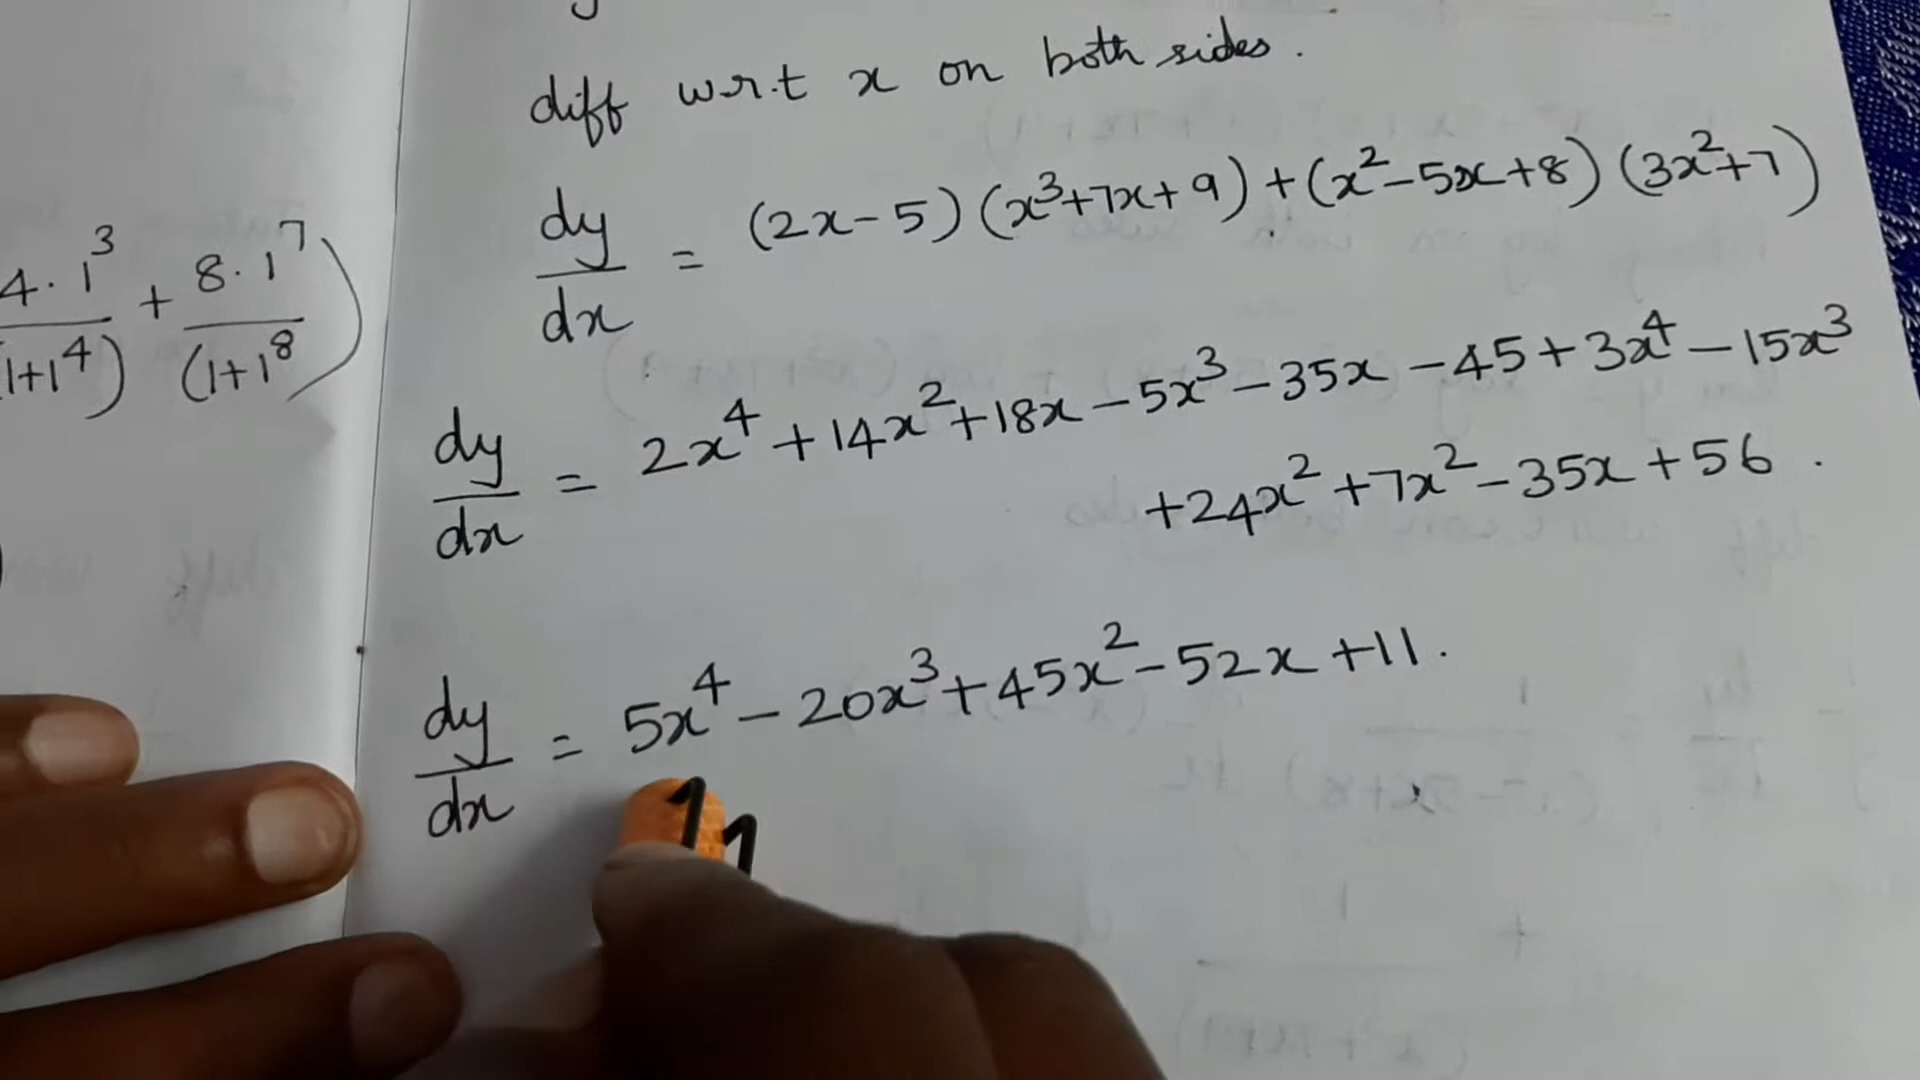 4. 1³ + 8. 1⁷)
1+1⁴) (1+1⁸
diff w.r.t x on both sides.
dy/dx = (2x-5)(x³+7x+9)+(x²-5x+8)(3x²+7)
dy/dx = 2x⁴+14x²+18x-5x³-35x-45+3x⁴-15x³
+24x²+7x²-35x+56.
dy/dx = 5x⁴-20x³+45x²-52x+11.